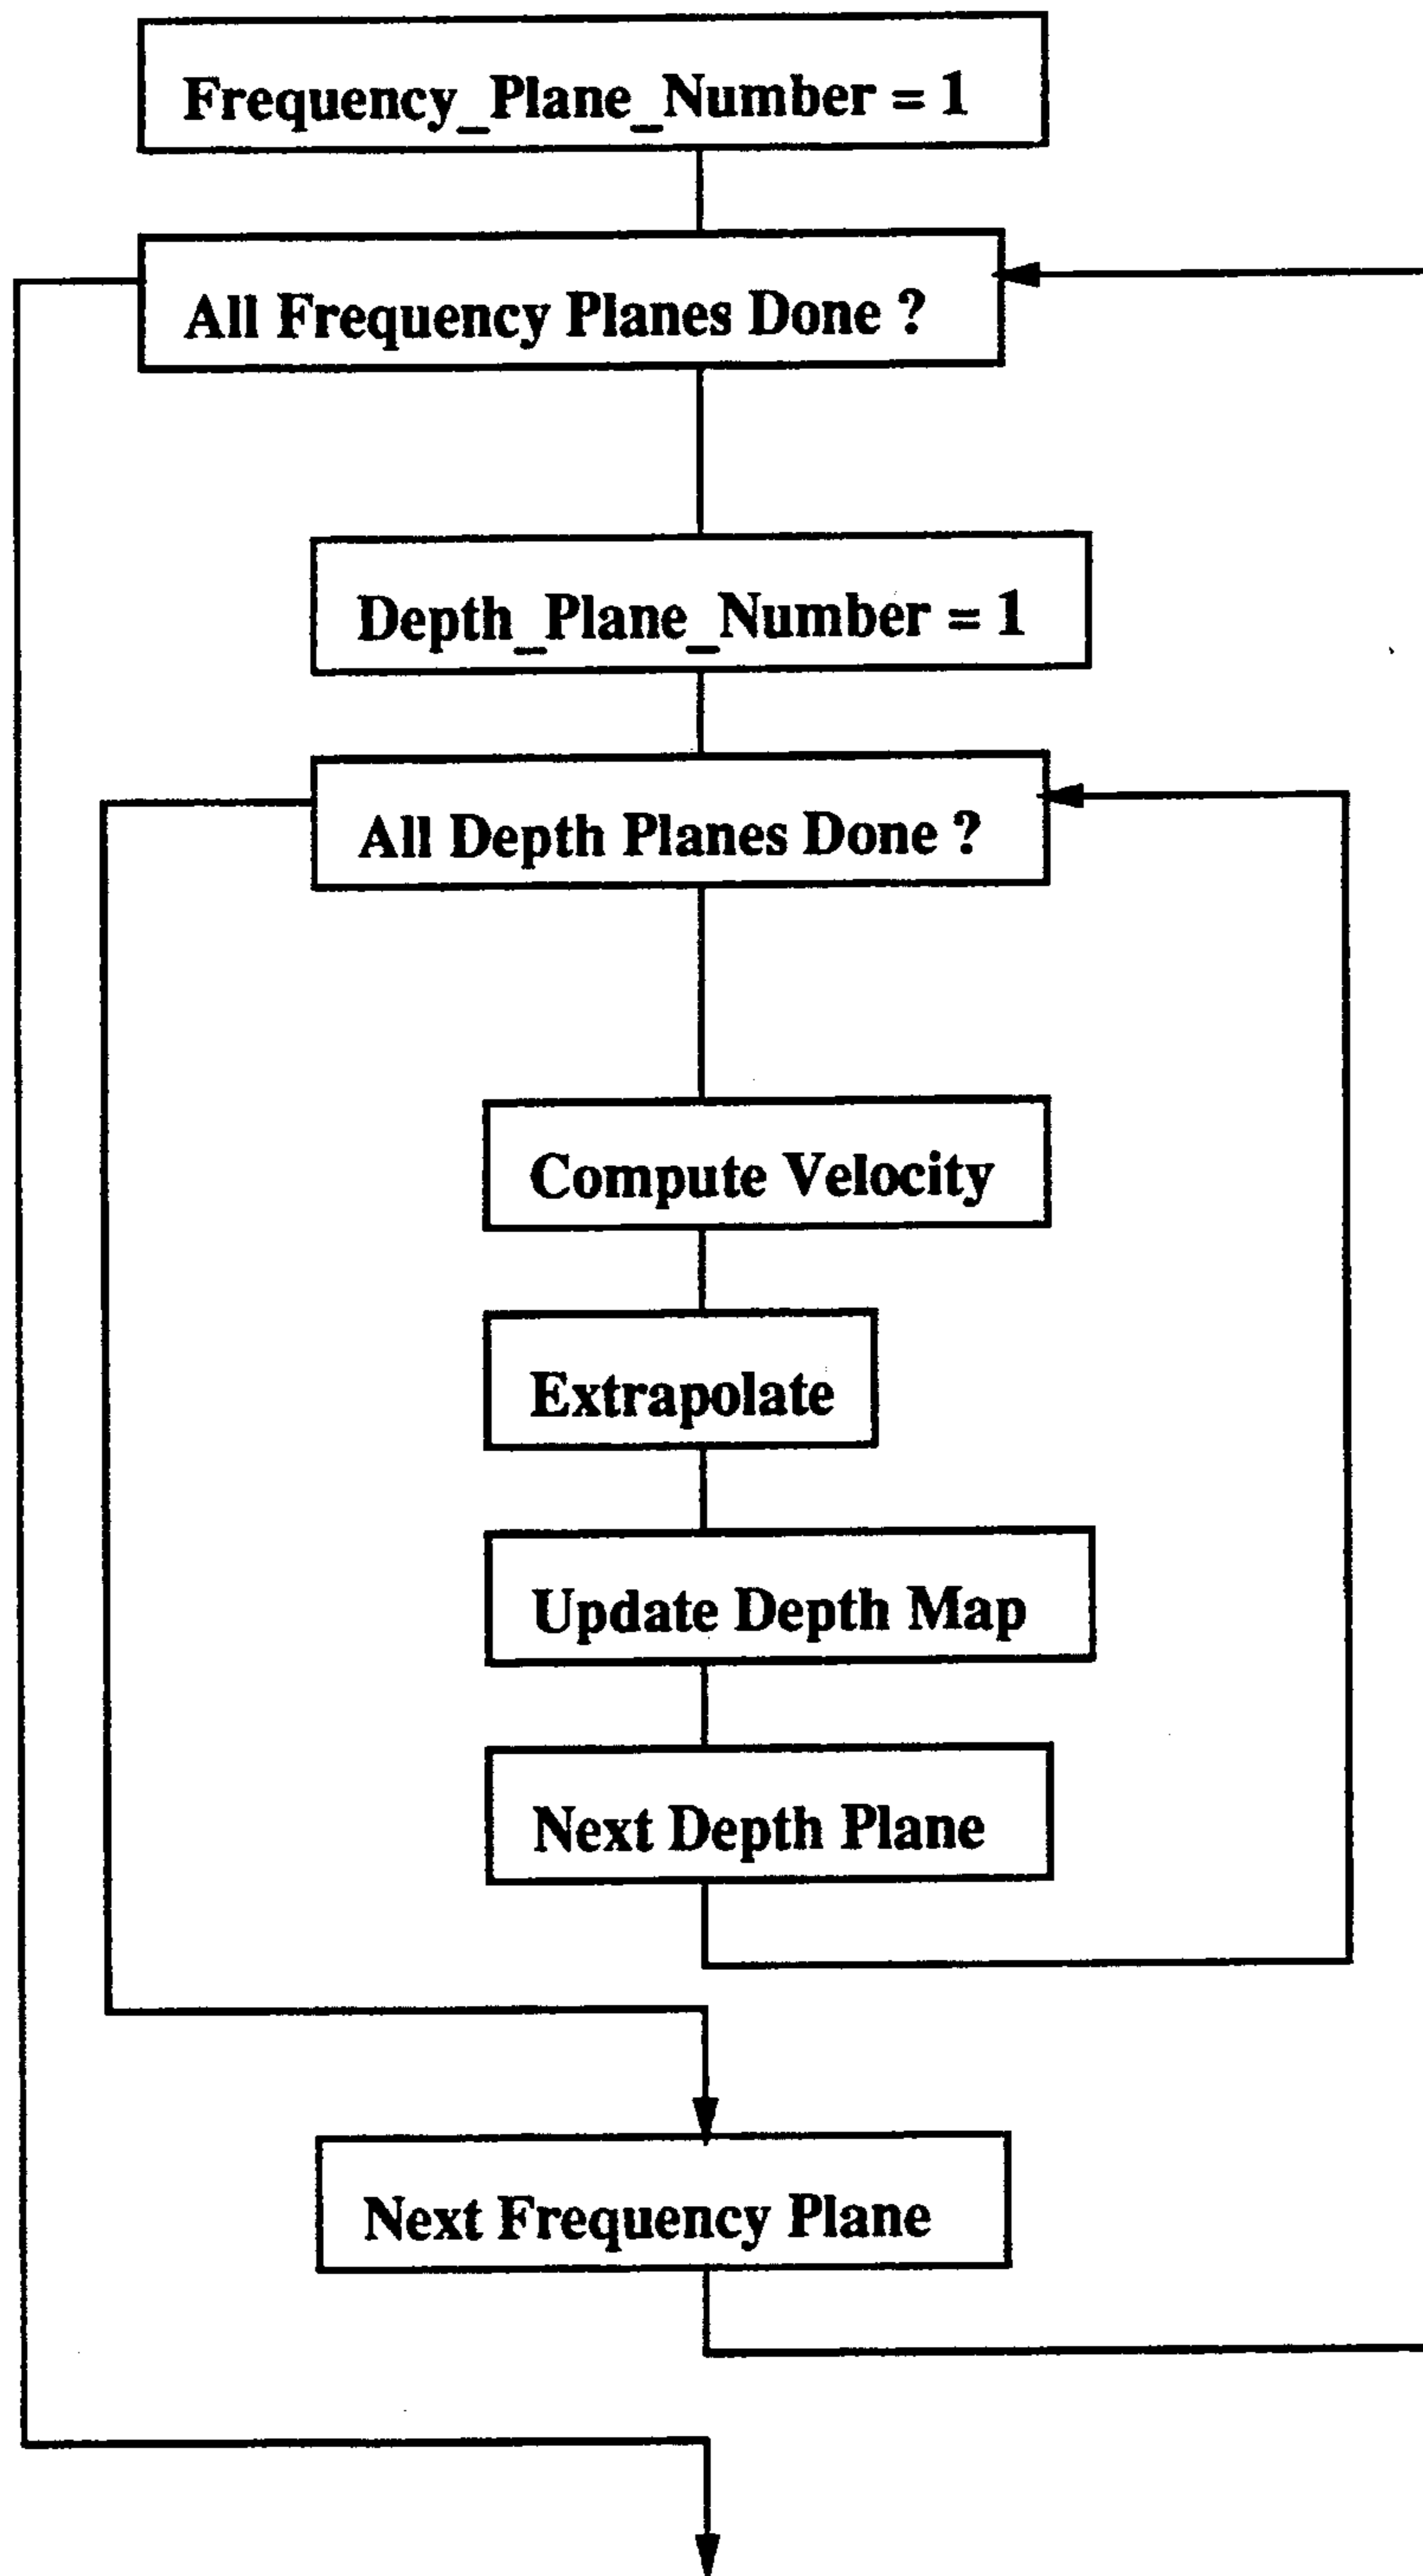 Frequency_Plane_Number = 1
All Frequency Planes Done ?
Depth_Plane_Number = 1
All Depth Planes Done ?
Compute Velocity
Extrapolate
Update Depth Map
Next Depth Plane
Next Frequency Plane